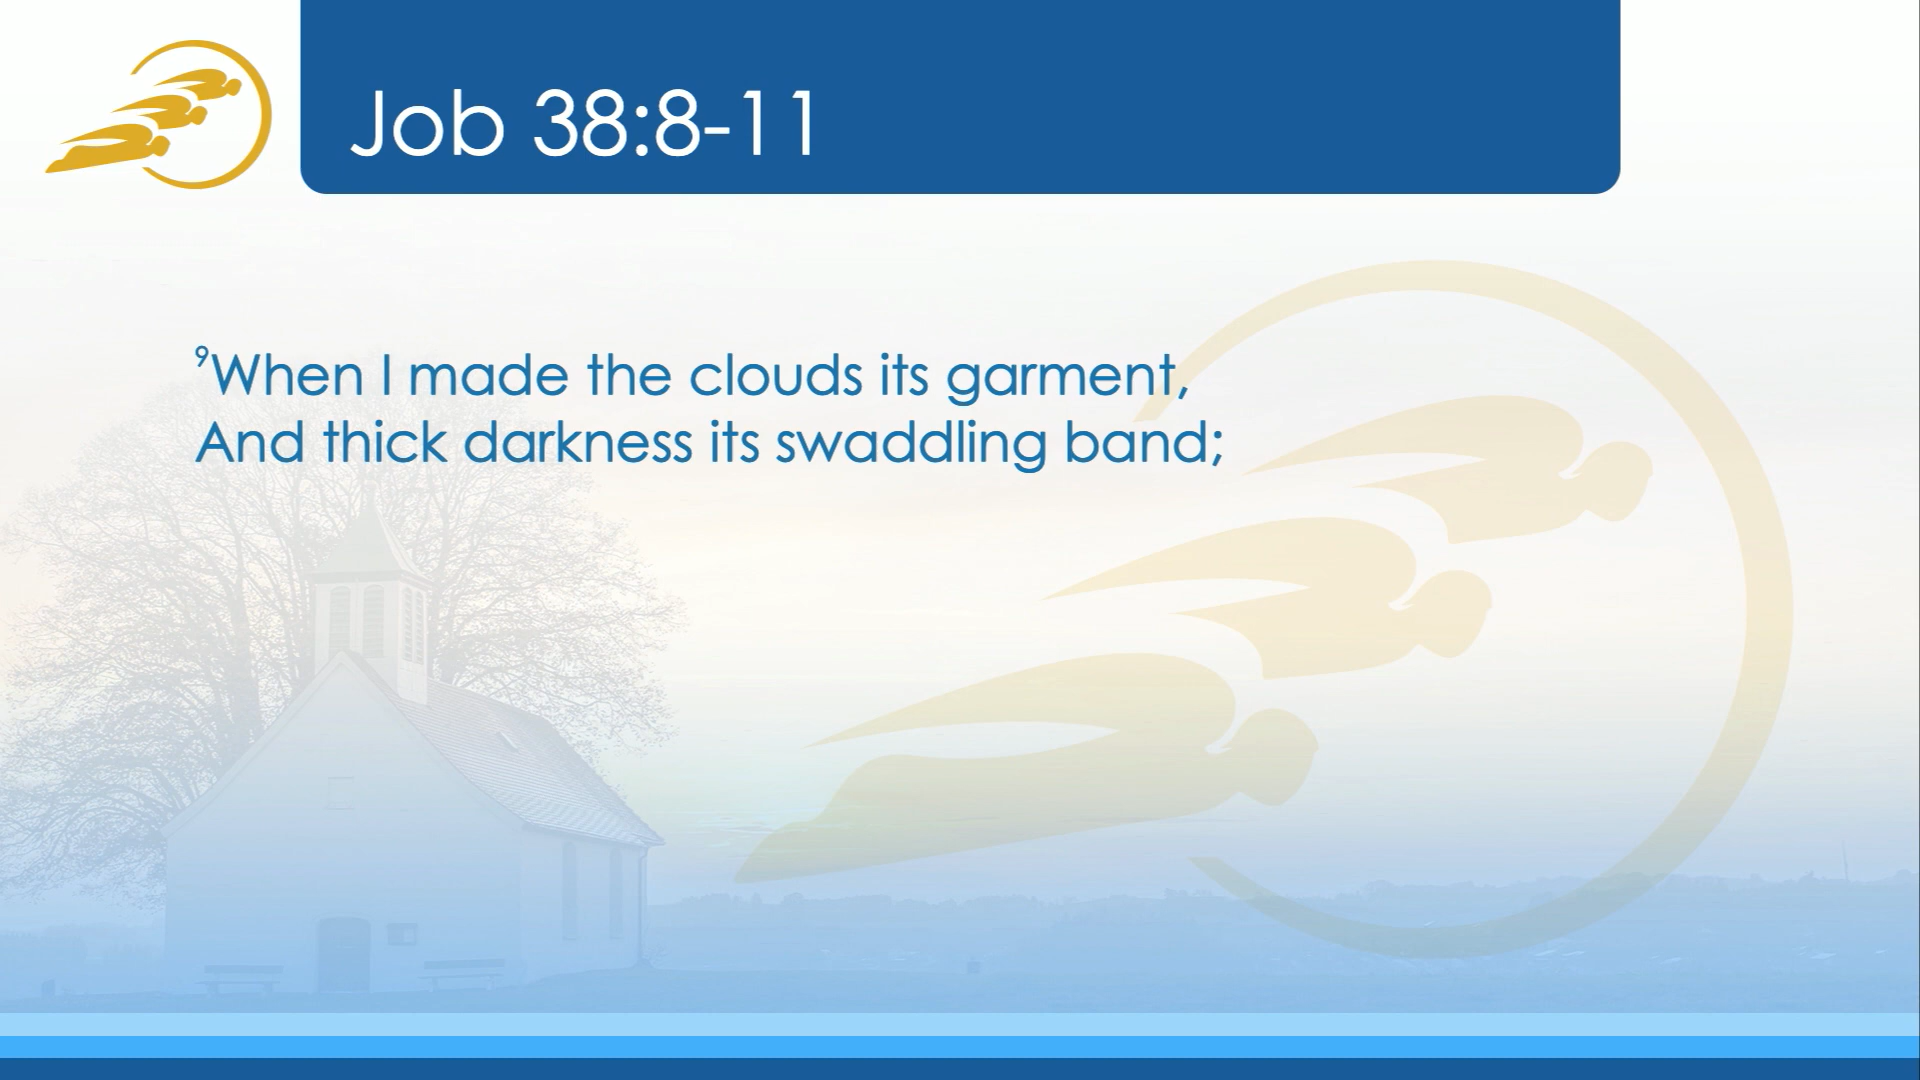 Job 38:8-11
⁹When I made the clouds its garment,
And thick darkness its swaddling band;